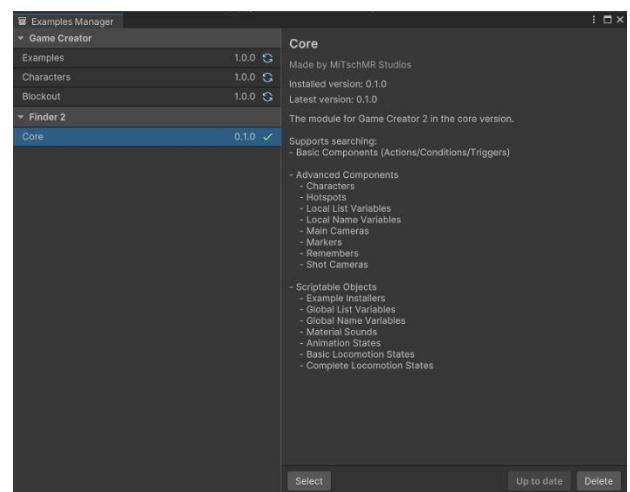 Examples Manager
Game Creator
Examples 1.0.0
Characters 1.0.0
Blockout 1.0.0
Finder 2
Core 0.1.0
Core
Made by MiTschMR Studios
Installed version: 0.1.0
Latest version: 0.1.0
The module for Game Creator 2 in the core version.
Supports searching:
- Basic Components (Actions/Conditions/Triggers)
- Advanced Components
- Characters
- Hotspots
- Local List Variables
- Local Name Variables
- Main Cameras
- Markers
- Remembers
- Shot Cameras
- Scriptable Objects
- Example Installers
- Global List Variables
- Global Name Variables
- Material Sounds
- Animation States
- Basic Locomotion States
- Complete Locomotion States
Select Up to date Delete